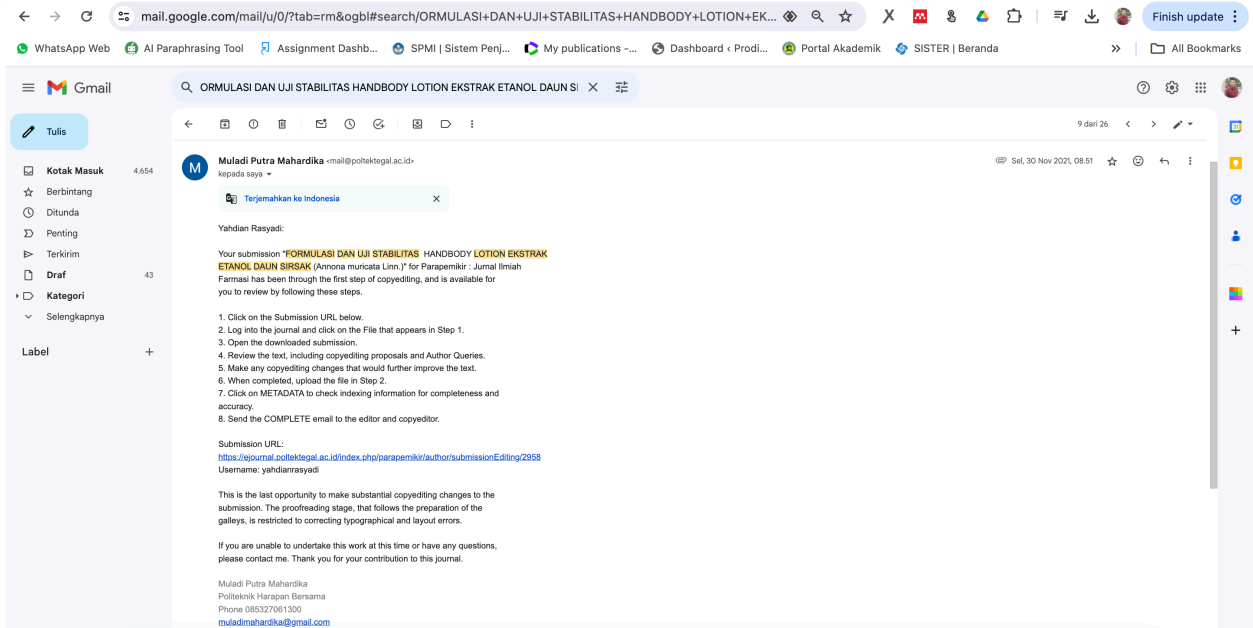 mail.google.com/mail/u/0/?tab=rm&ogbl#search/ORMULASI+DAN+UJI+STABILITAS+HANDBODY+LOTION+EK...
Finish update
WhatsApp Web
AI Paraphrasing Tool
Assignment Dashb...
SPMI | Sistem Penj...
My publications -...
Dashboard ‹ Prodi...
Portal Akademik
SISTER | Beranda
»
All Bookmarks
Gmail
ORMULASI DAN UJI STABILITAS HANDBODY LOTION EKSTRAK ETANOL DAUN SI
Tulis
9 dari 26
Kotak Masuk 4.654
Berbintang
Ditunda
Penting
Terkirim
Draf 43
Kategori
Selengkapnya
Label
M
Muladi Putra Mahardika <mail@poltektegal.ac.id>
Sel, 30 Nov 2021, 08.51
kepada saya
Terjemahkan ke Indonesia
Yahdian Rasyadi:
Your submission "FORMULASI DAN UJI STABILITAS HANDBODY LOTION EKSTRAK
ETANOL DAUN SIRSAK (Annona muricata Linn.)" for Parapemikir : Jurnal Ilmiah
Farmasi has been through the first step of copyediting, and is available for
you to review by following these steps.
1. Click on the Submission URL below.
2. Log into the journal and click on the File that appears in Step 1.
3. Open the downloaded submission.
4. Review the text, including copyediting proposals and Author Queries.
5. Make any copyediting changes that would further improve the text.
6. When completed, upload the file in Step 2.
7. Click on METADATA to check indexing information for completeness and
accuracy.
8. Send the COMPLETE email to the editor and copyeditor.
Submission URL:
https://ejournal.poltektegal.ac.id/index.php/parapemikir/author/submissionEditing/2958
Username: yahdianrasyadi
This is the last opportunity to make substantial copyediting changes to the
submission. The proofreading stage, that follows the preparation of the
galleys, is restricted to correcting typographical and layout errors.
If you are unable to undertake this work at this time or have any questions,
please contact me. Thank you for your contribution to this journal.
Muladi Putra Mahardika
Politeknik Harapan Bersama
Phone 085327061300
muladimahardika@gmail.com